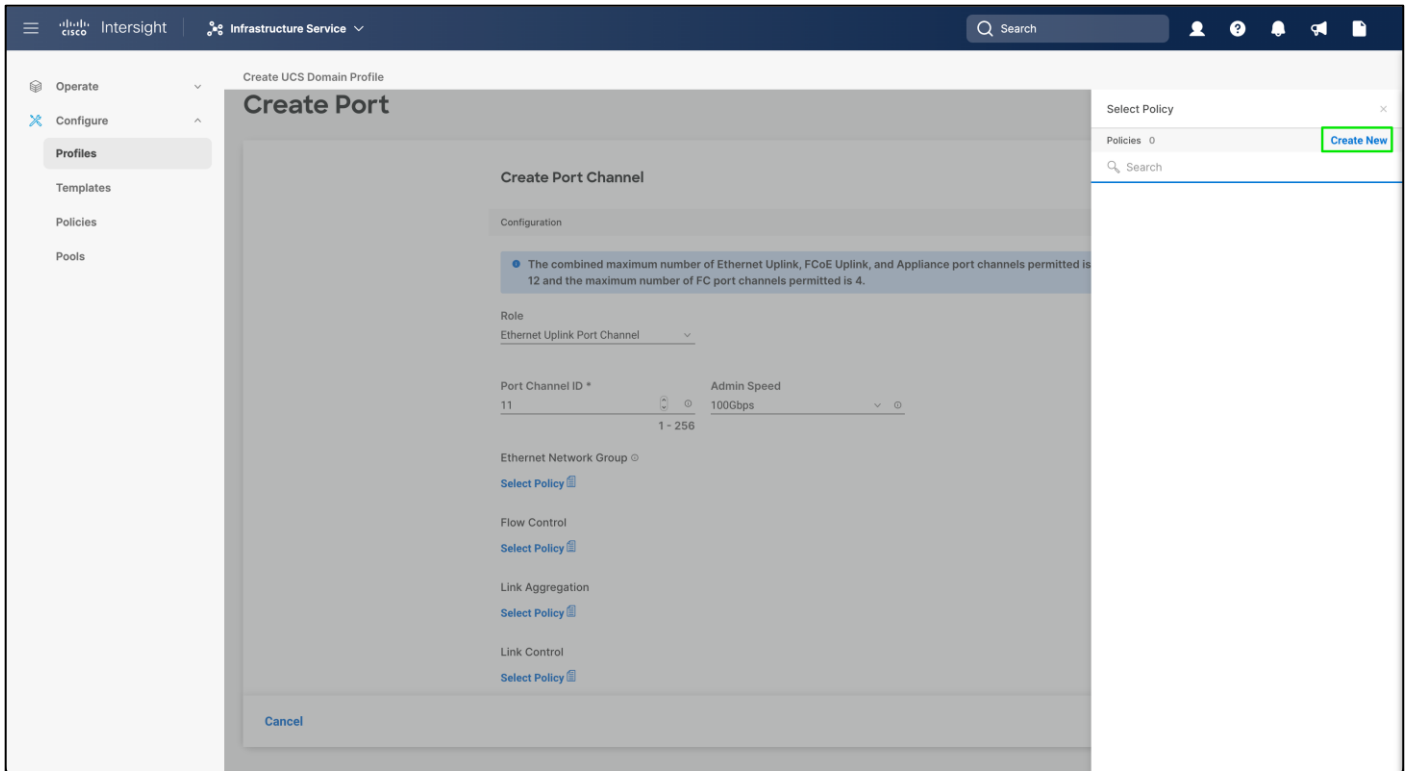 cisco Intersight
Infrastructure Service
Search
Operate
Configure
Profiles
Templates
Policies
Pools
Create UCS Domain Profile
Create Port
Create Port Channel
Configuration
The combined maximum number of Ethernet Uplink, FCoE Uplink, and Appliance port channels permitted is
12 and the maximum number of FC port channels permitted is 4.
Role
Ethernet Uplink Port Channel
Port Channel ID * Admin Speed
11 100Gbps
1 - 256
Ethernet Network Group
Select Policy
Flow Control
Select Policy
Link Aggregation
Select Policy
Link Control
Select Policy
Cancel
Select Policy
Policies 0 Create New
Search